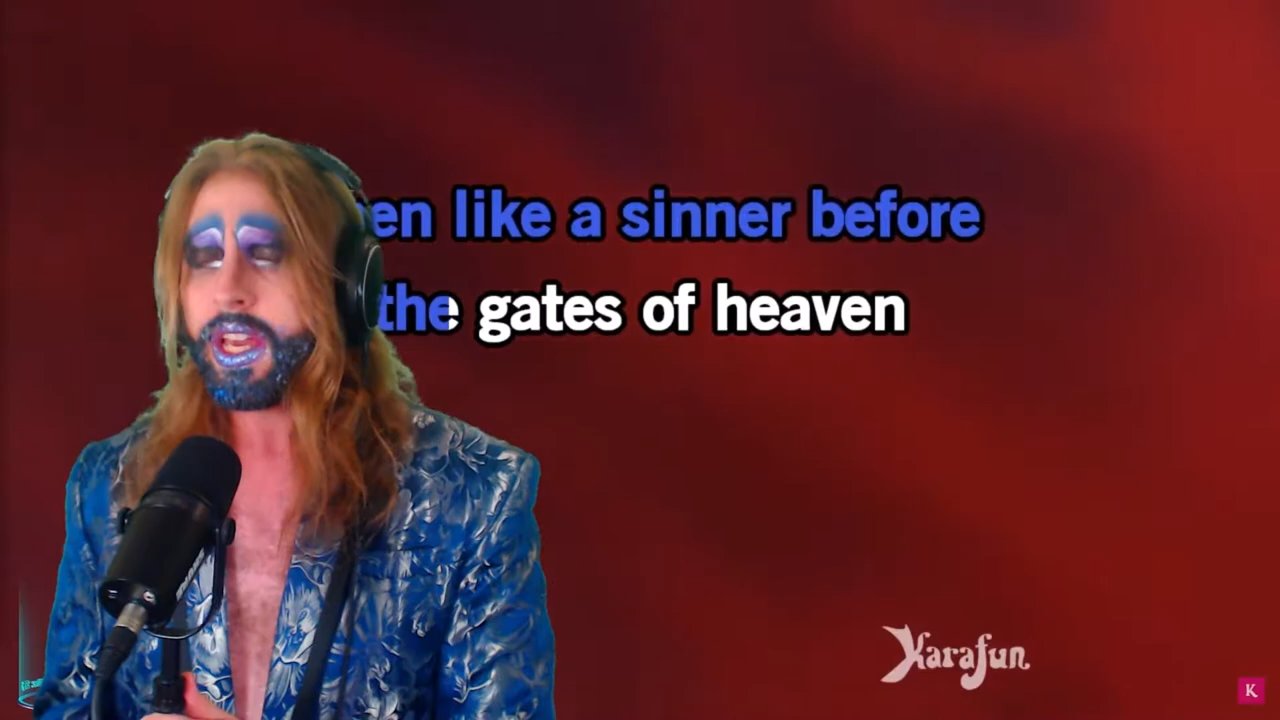 en like a sinner before
the gates of heaven
Karafun
K